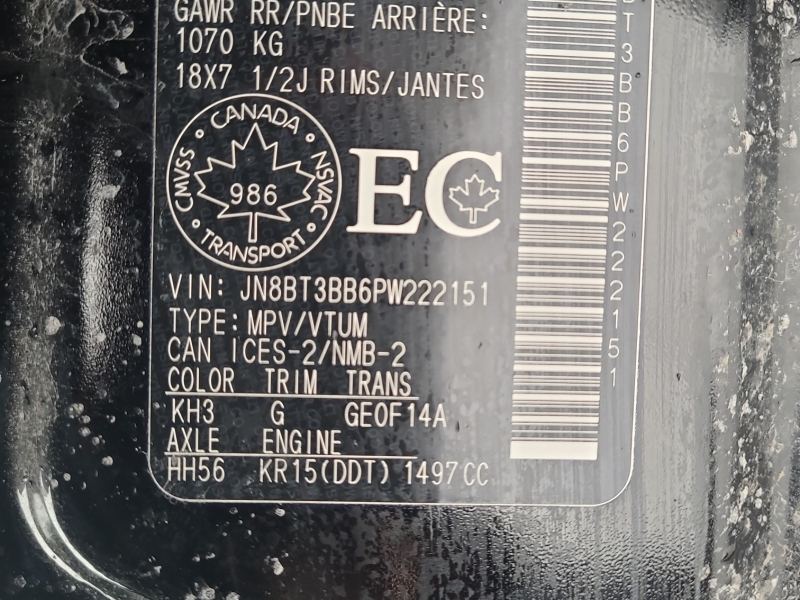 GAWR RR/PNBE ARRIÈRE:
1070 KG
18X7 1/2J RIMS/JANTES
CANADA
CMVSS 986 NSVAC
TRANSPORT
EC
VIN: JN8BT3BB6PW222151
TYPE: MPV/VTUM
CAN ICES-2/NMB-2
COLOR TRIM TRANS
KH3 G GE0F14A
AXLE ENGINE
HH56 KR15(DDT) 1497CC
T3BB6PW222151